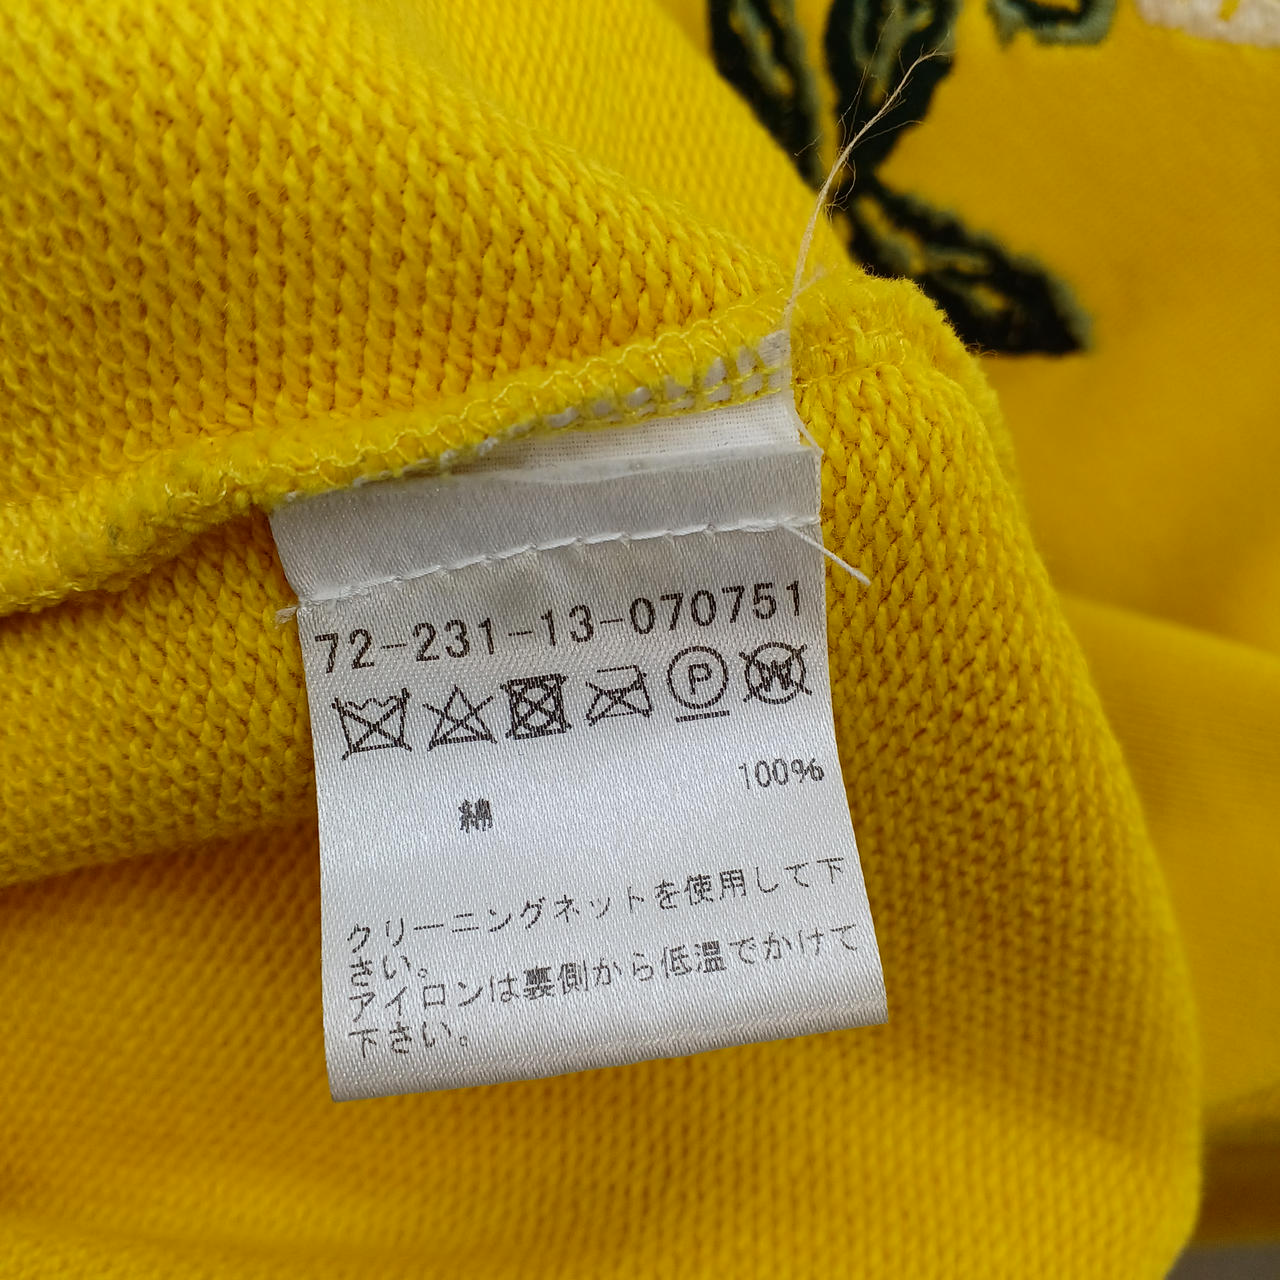 72-231-13-070751
P W
綿 100%
クリーニングネットを使用して下
さい。
アイロンは裏側から低温でかけて
下さい。